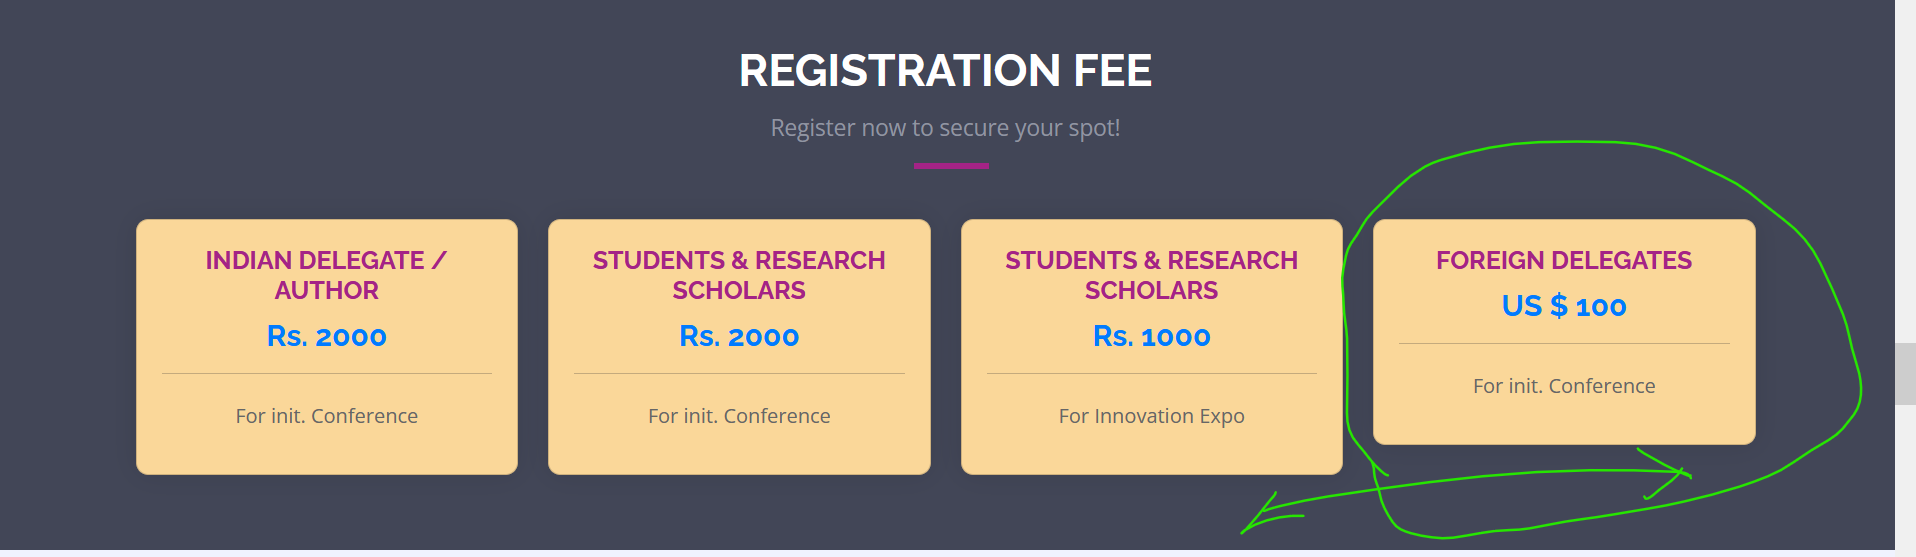 REGISTRATION FEE
Register now to secure your spot!
INDIAN DELEGATE /
AUTHOR
Rs. 2000
For init. Conference
STUDENTS & RESEARCH
SCHOLARS
Rs. 2000
For init. Conference
STUDENTS & RESEARCH
SCHOLARS
Rs. 1000
For Innovation Expo
FOREIGN DELEGATES
US $ 100
For init. Conference